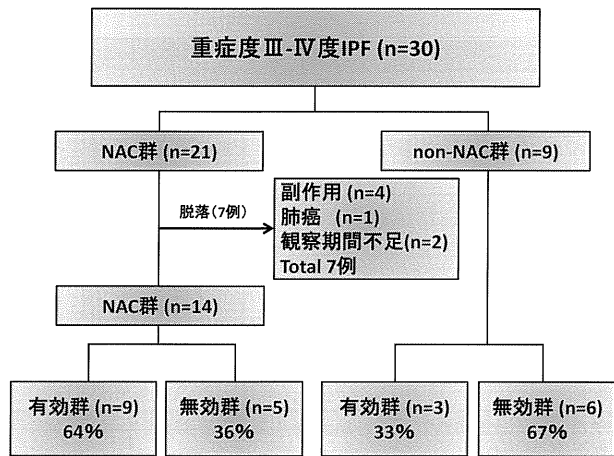 重症度Ⅲ-Ⅳ度IPF (n=30)
NAC群 (n=21)
non-NAC群 (n=9)
脱落(7例)
副作用 (n=4)
肺癌 (n=1)
観察期間不足(n=2)
Total 7例
NAC群 (n=14)
有効群 (n=9)
64%
無効群 (n=5)
36%
有効群 (n=3)
33%
無効群 (n=6)
67%